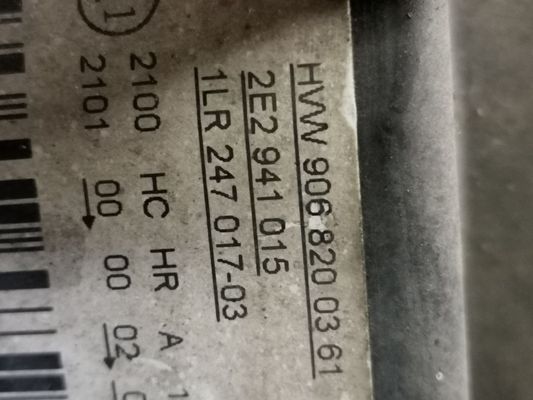 HVW 906 820 03 61
2E2 941 015
1LR 247 017-03
2100 HC HR A
2101 00 00 02